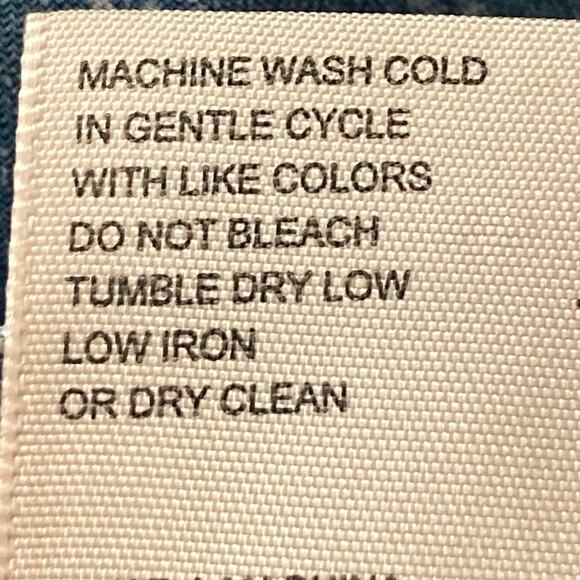 MACHINE WASH COLD
IN GENTLE CYCLE
WITH LIKE COLORS
DO NOT BLEACH
TUMBLE DRY LOW
LOW IRON
OR DRY CLEAN